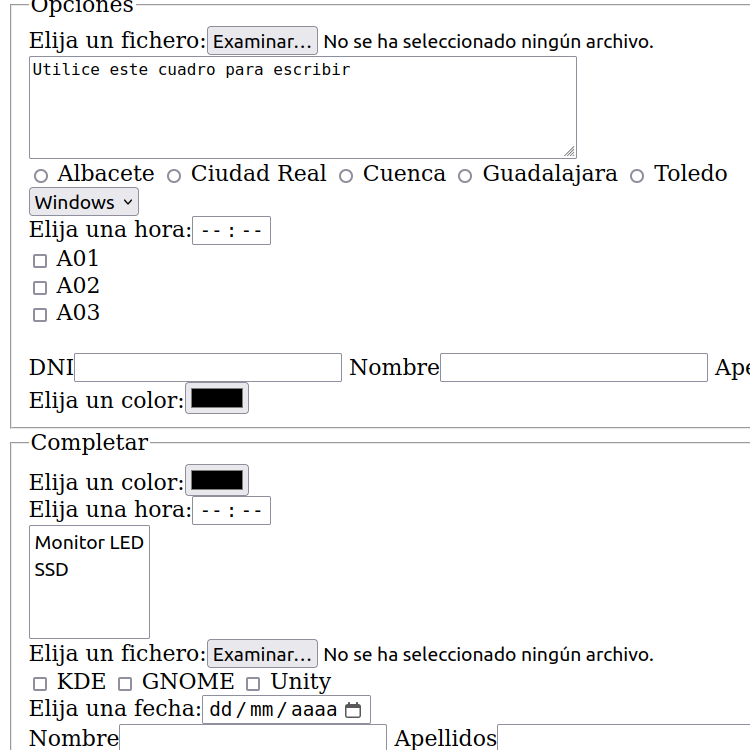 Opciones
Elija un fichero: Examinar... No se ha seleccionado ningún archivo.
Utilice este cuadro para escribir
Albacete Ciudad Real Cuenca Guadalajara Toledo
Windows
Elija una hora: -- : --
A01
A02
A03
DNI Nombre Ape
Elija un color:
Completar
Elija un color:
Elija una hora: -- : --
Monitor LED
SSD
Elija un fichero: Examinar... No se ha seleccionado ningún archivo.
KDE GNOME Unity
Elija una fecha: dd/mm/aaaa
Nombre Apellidos